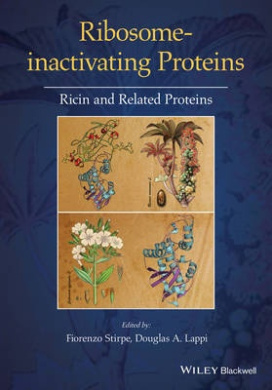 Ribosome-
inactivating Proteins
Ricin and Related Proteins
Edited by:
Fiorenzo Stirpe, Douglas A. Lappi
WILEY Blackwell